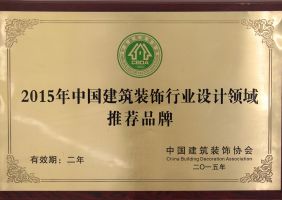 CBDA
2015年中国建筑装饰行业设计领域
推荐品牌
有效期：二年
中国建筑装饰协会
China Building Decoration Association
二〇一五年